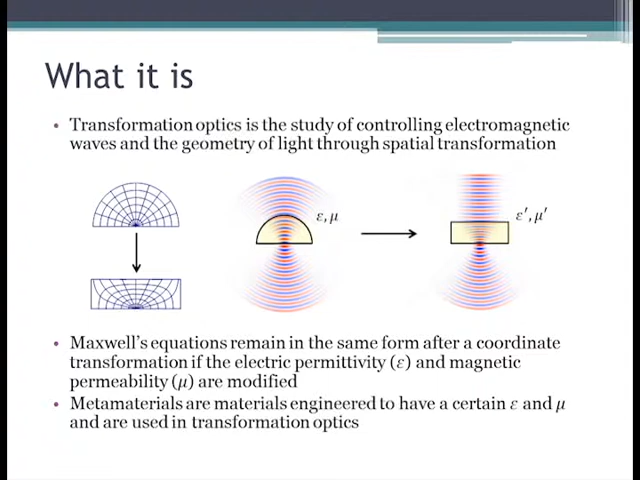 What it is
• Transformation optics is the study of controlling electromagnetic
waves and the geometry of light through spatial transformation
ε, μ
ε′, μ′
• Maxwell's equations remain in the same form after a coordinate
transformation if the electric permittivity (ε) and magnetic
permeability (μ) are modified
• Metamaterials are materials engineered to have a certain ε and μ
and are used in transformation optics